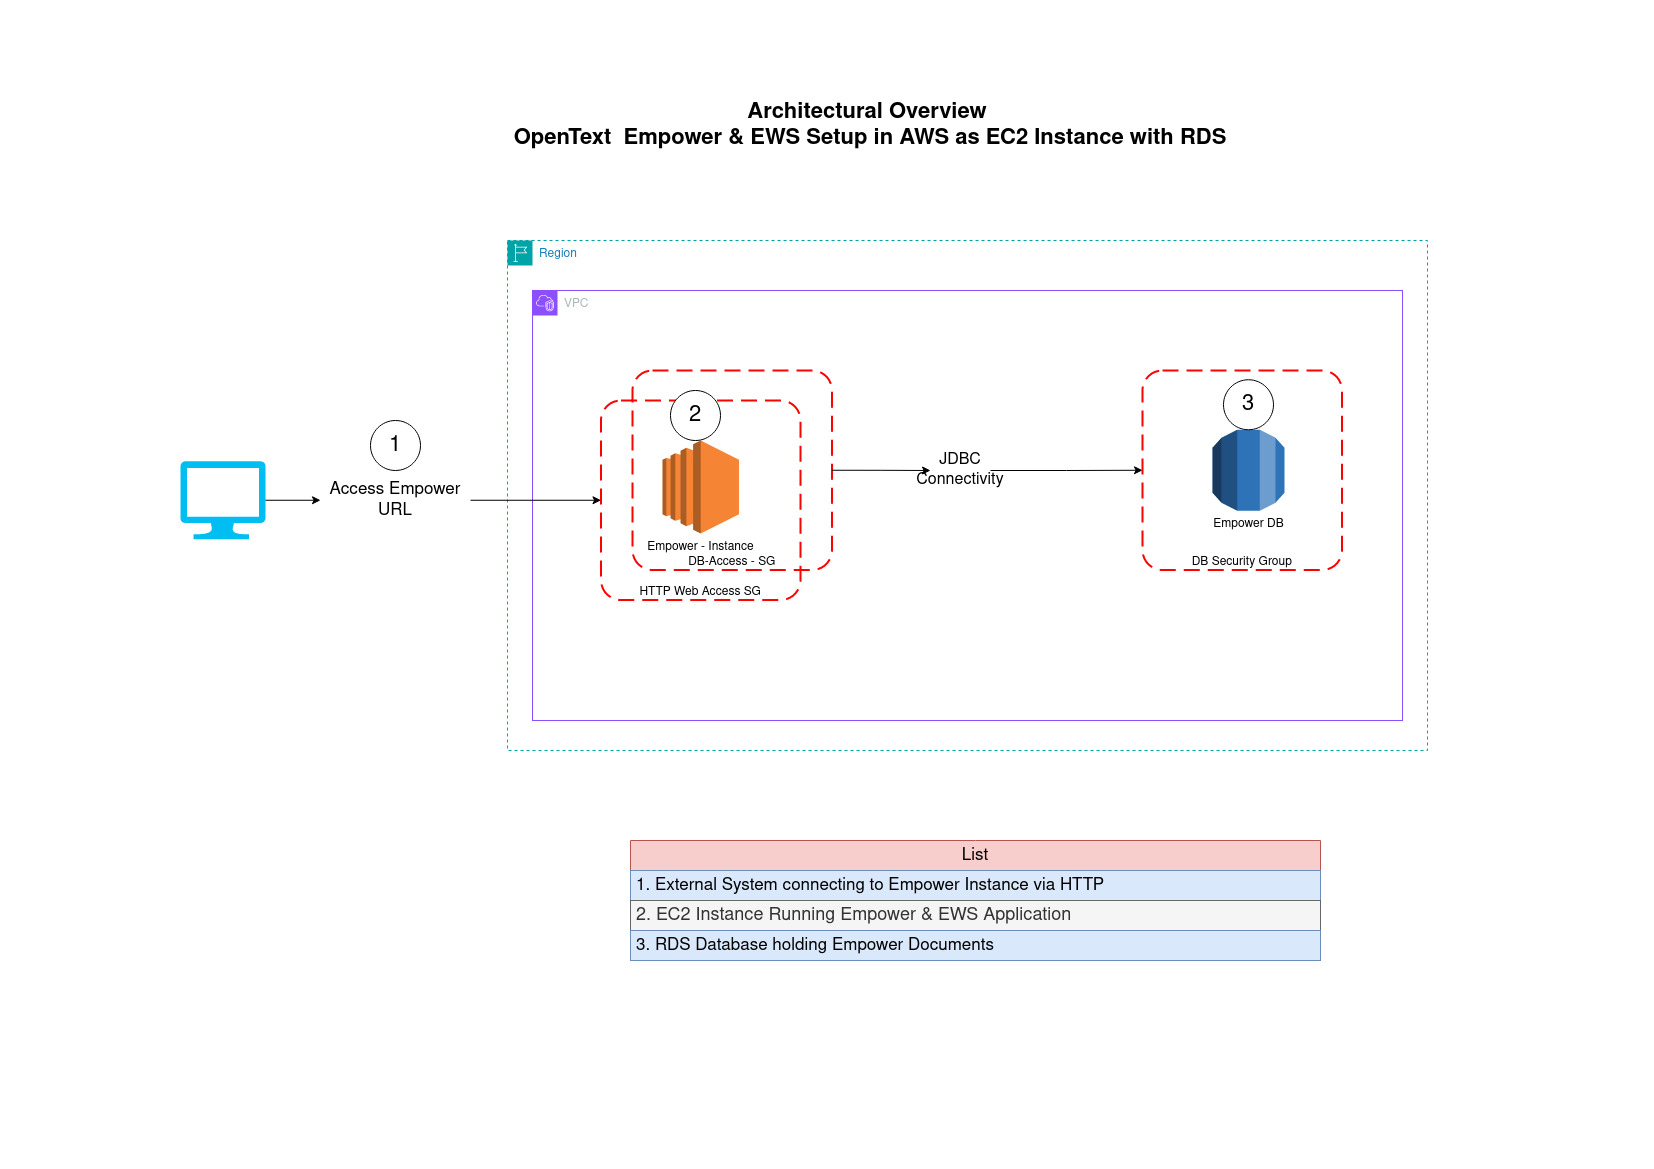 Architectural Overview
OpenText  Empower & EWS Setup in AWS as EC2 Instance with RDS
Region
VPC
1
Access Empower
URL
2
Empower - Instance
DB-Access - SG
HTTP Web Access SG
JDBC
Connectivity
3
Empower DB
DB Security Group
List
1. External System connecting to Empower Instance via HTTP
2. EC2 Instance Running Empower & EWS Application
3. RDS Database holding Empower Documents